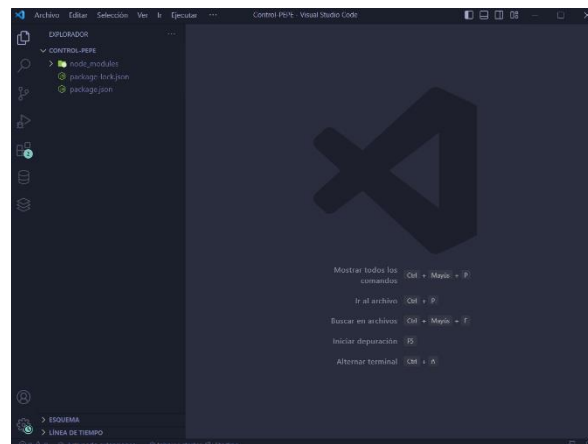 Archivo Editar Selección Ver Ir Ejecutar ··· Control-PEPE - Visual Studio Code
EXPLORADOR ···
CONTROL-PEPE
node_modules
package-lock.json
package.json
Mostrar todos los comandos Ctrl + Mayús + P
Ir al archivo Ctrl + P
Buscar en archivos Ctrl + Mayús + F
Iniciar depuración F5
Alternar terminal Ctrl +
ESQUEMA
LÍNEA DE TIEMPO